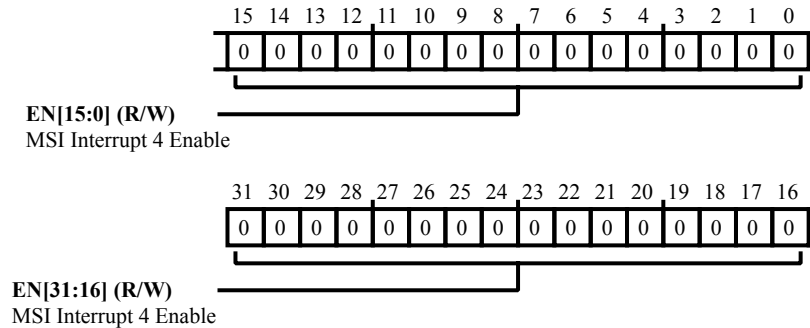 15 14 13 12 11 10 9 8 7 6 5 4 3 2 1 0
0 0 0 0 0 0 0 0 0 0 0 0 0 0 0 0
EN[15:0] (R/W)
MSI Interrupt 4 Enable
31 30 29 28 27 26 25 24 23 22 21 20 19 18 17 16
0 0 0 0 0 0 0 0 0 0 0 0 0 0 0 0
EN[31:16] (R/W)
MSI Interrupt 4 Enable